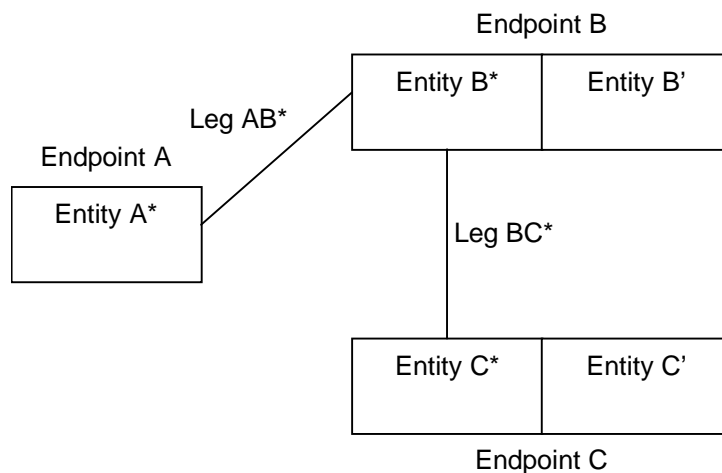 Endpoint B
Entity B*
Entity B’
Leg AB*
Endpoint A
Entity A*
Leg BC*
Entity C*
Entity C’
Endpoint C